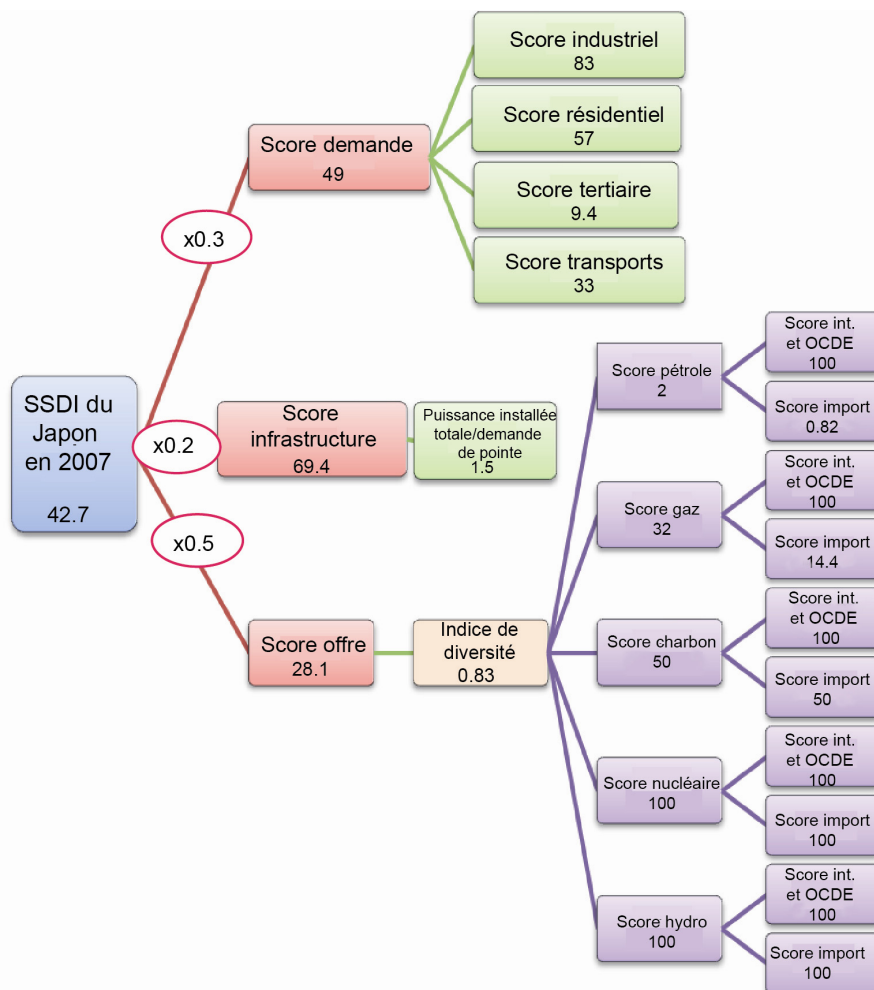 SSDI du
Japon
en 2007
42.7
x0.3
x0.2
x0.5
Score demande
49
Score industriel
83
Score résidentiel
57
Score tertiaire
9.4
Score transports
33
Score
infrastructure
69.4
Puissance installée
totale/demande
de pointe
1.5
Score offre
28.1
Indice de
diversité
0.83
Score pétrole
2
Score int.
et OCDE
100
Score import
0.82
Score gaz
32
Score int.
et OCDE
100
Score import
14.4
Score charbon
50
Score int.
et OCDE
100
Score import
50
Score nucléaire
100
Score int.
et OCDE
100
Score import
100
Score hydro
100
Score int.
et OCDE
100
Score import
100